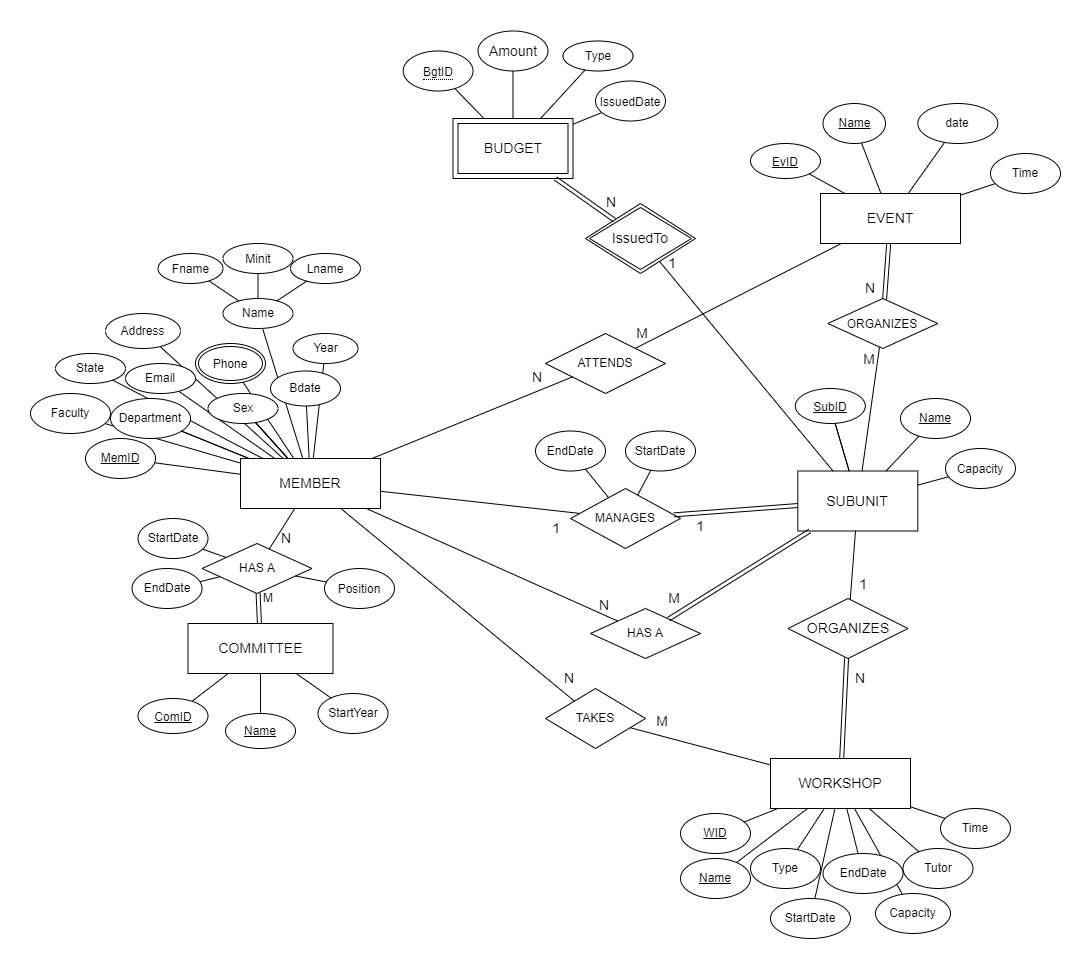 Amount
Type
BgtID
IssuedDate
BUDGET
Name
date
EvID
Time
EVENT
N
IssuedTo
1
N
ORGANIZES
M
Minit
Fname
Lname
Name
Address
Year
Phone
State
Email
Bdate
Faculty
Department
Sex
MemID
MEMBER
M
ATTENDS
N
SubID
Name
Capacity
SUBUNIT
EndDate
StartDate
MANAGES
1
1
StartDate
N
HAS A
EndDate
Position
M
COMMITTEE
ComID
Name
StartYear
N
M
HAS A
1
ORGANIZES
N
N
TAKES
M
WORKSHOP
WID
Time
Name
Type
EndDate
Tutor
StartDate
Capacity